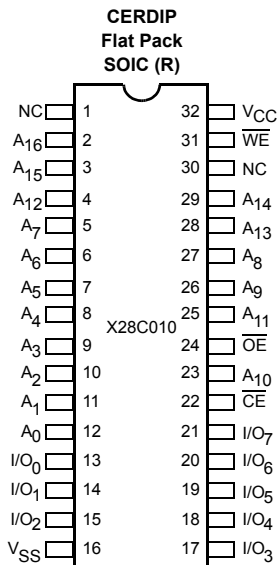 CERDIP
Flat Pack
SOIC (R)
NC 1 32 VCC
A16 2 31 WE
A15 3 30 NC
A12 4 29 A14
A7 5 28 A13
A6 6 27 A8
A5 7 26 A9
A4 8 25 A11
X28C010
A3 9 24 OE
A2 10 23 A10
A1 11 22 CE
A0 12 21 I/O7
I/O0 13 20 I/O6
I/O1 14 19 I/O5
I/O2 15 18 I/O4
VSS 16 17 I/O3